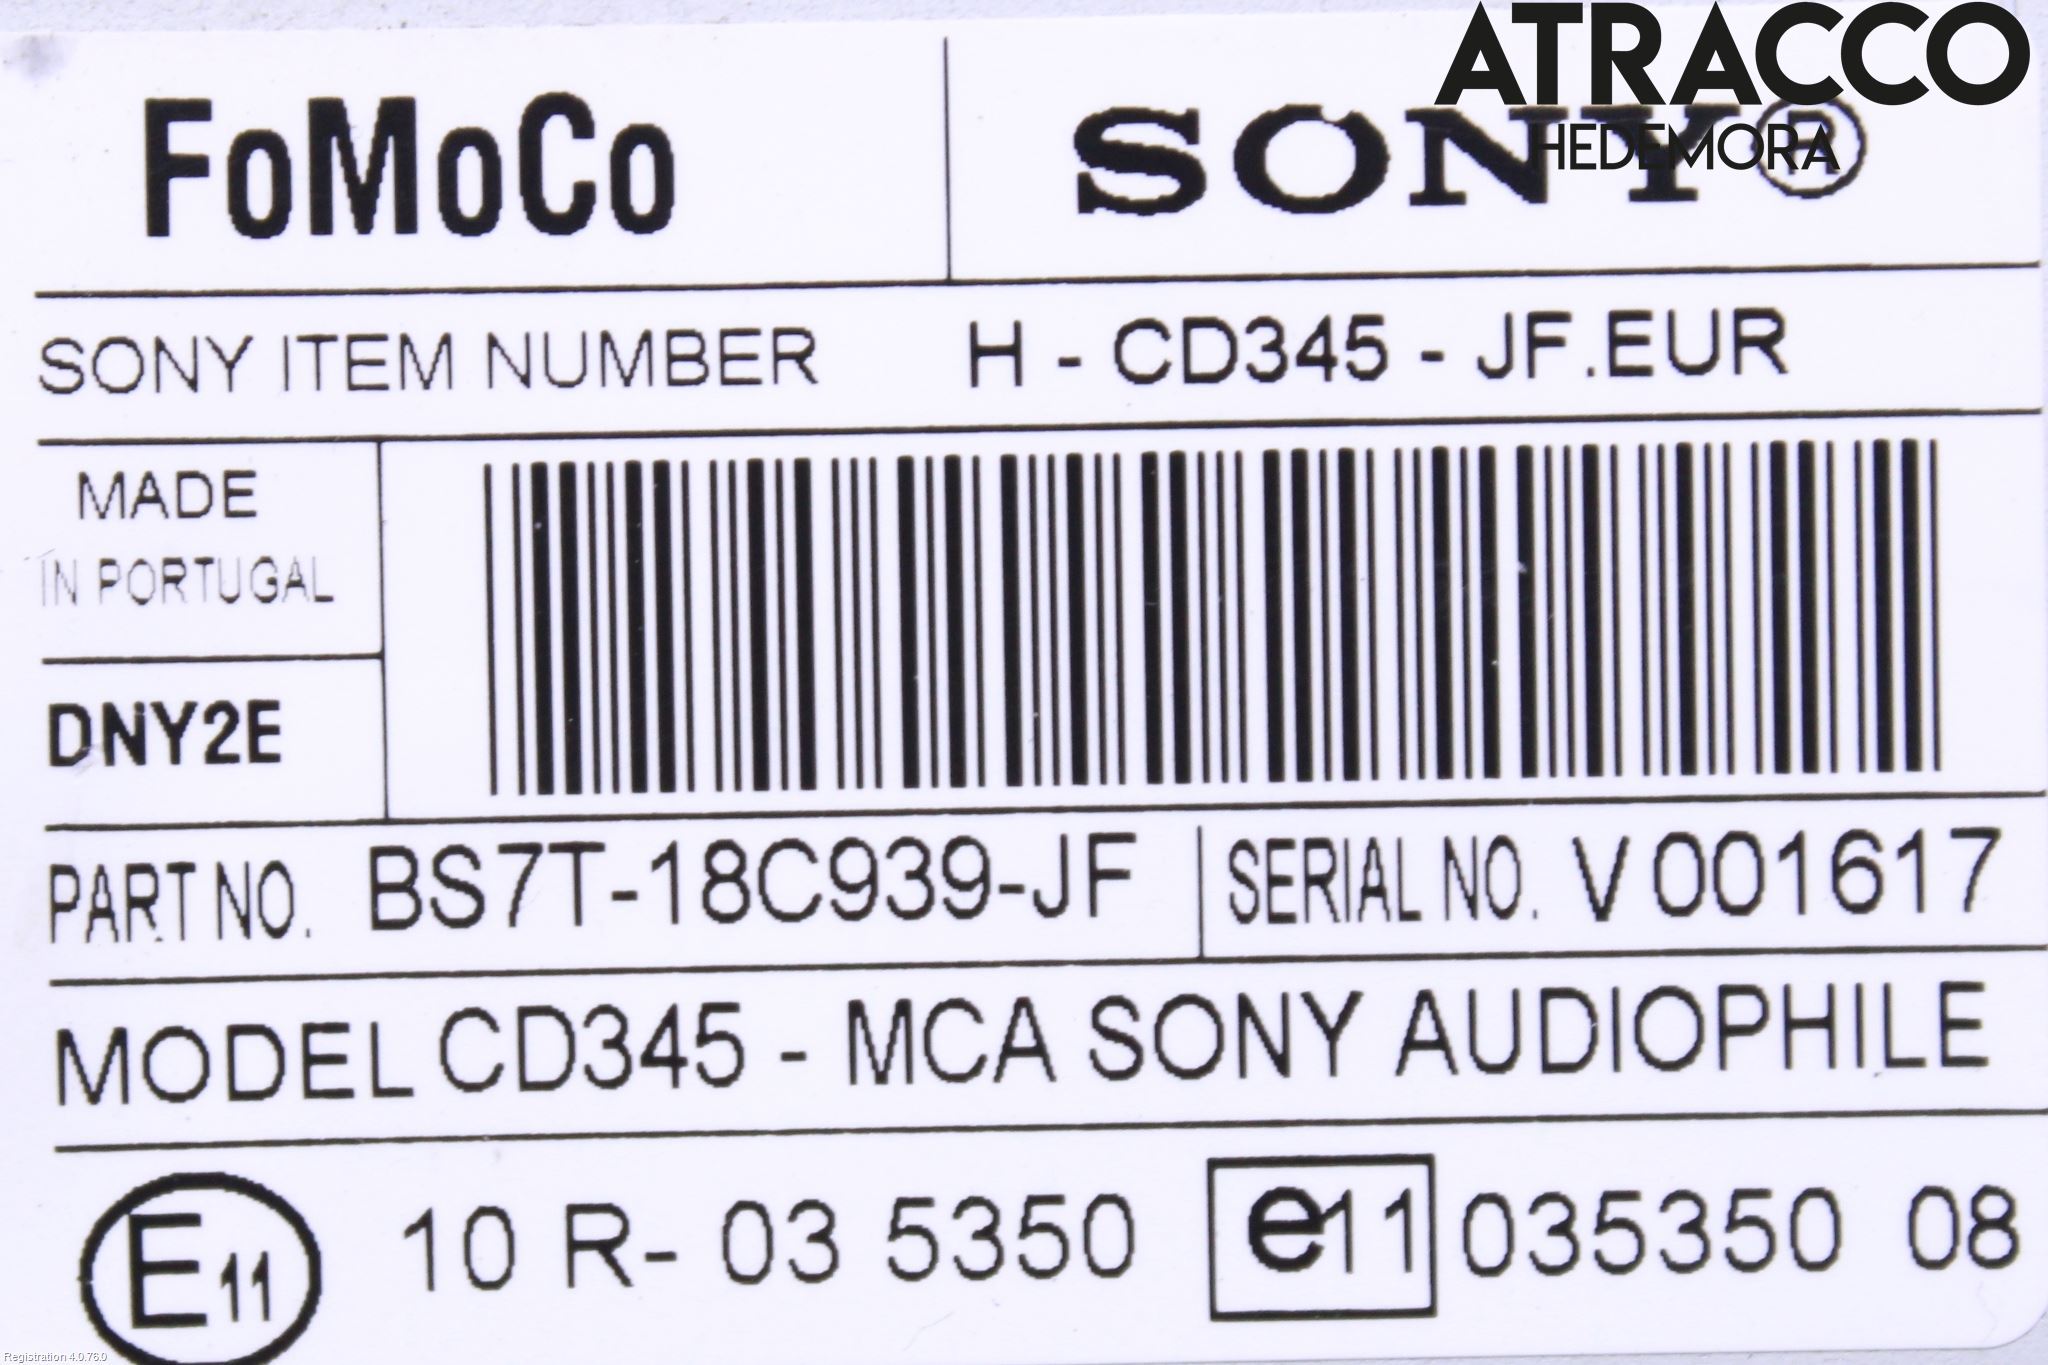 ATRACCO
HEDEMORA
FoMoCo
SONY®
SONY ITEM NUMBER H - CD345 - JF.EUR
MADE
IN PORTUGAL
DNY2E
PART NO. BS7T-18C939-JF
SERIAL NO. V001617
MODEL CD345 - MCA SONY AUDIOPHILE
E11 10 R- 03 5350 e11 035350 08
Registration 4.0.76.0